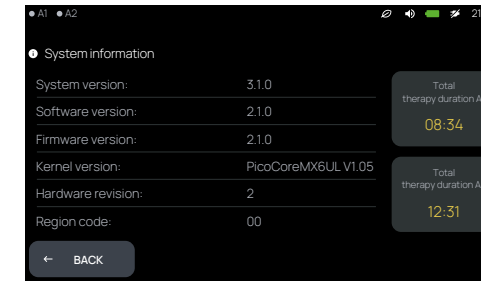 A1 A2 21
System information
System version: 3.1.0
Software version: 2.1.0
Firmware version: 2.1.0
Kernel version: PicoCoreMX6UL V1.05
Hardware revision: 2
Region code: 00
Total
therapy duration A
08:34
Total
therapy duration A
12:31
← BACK